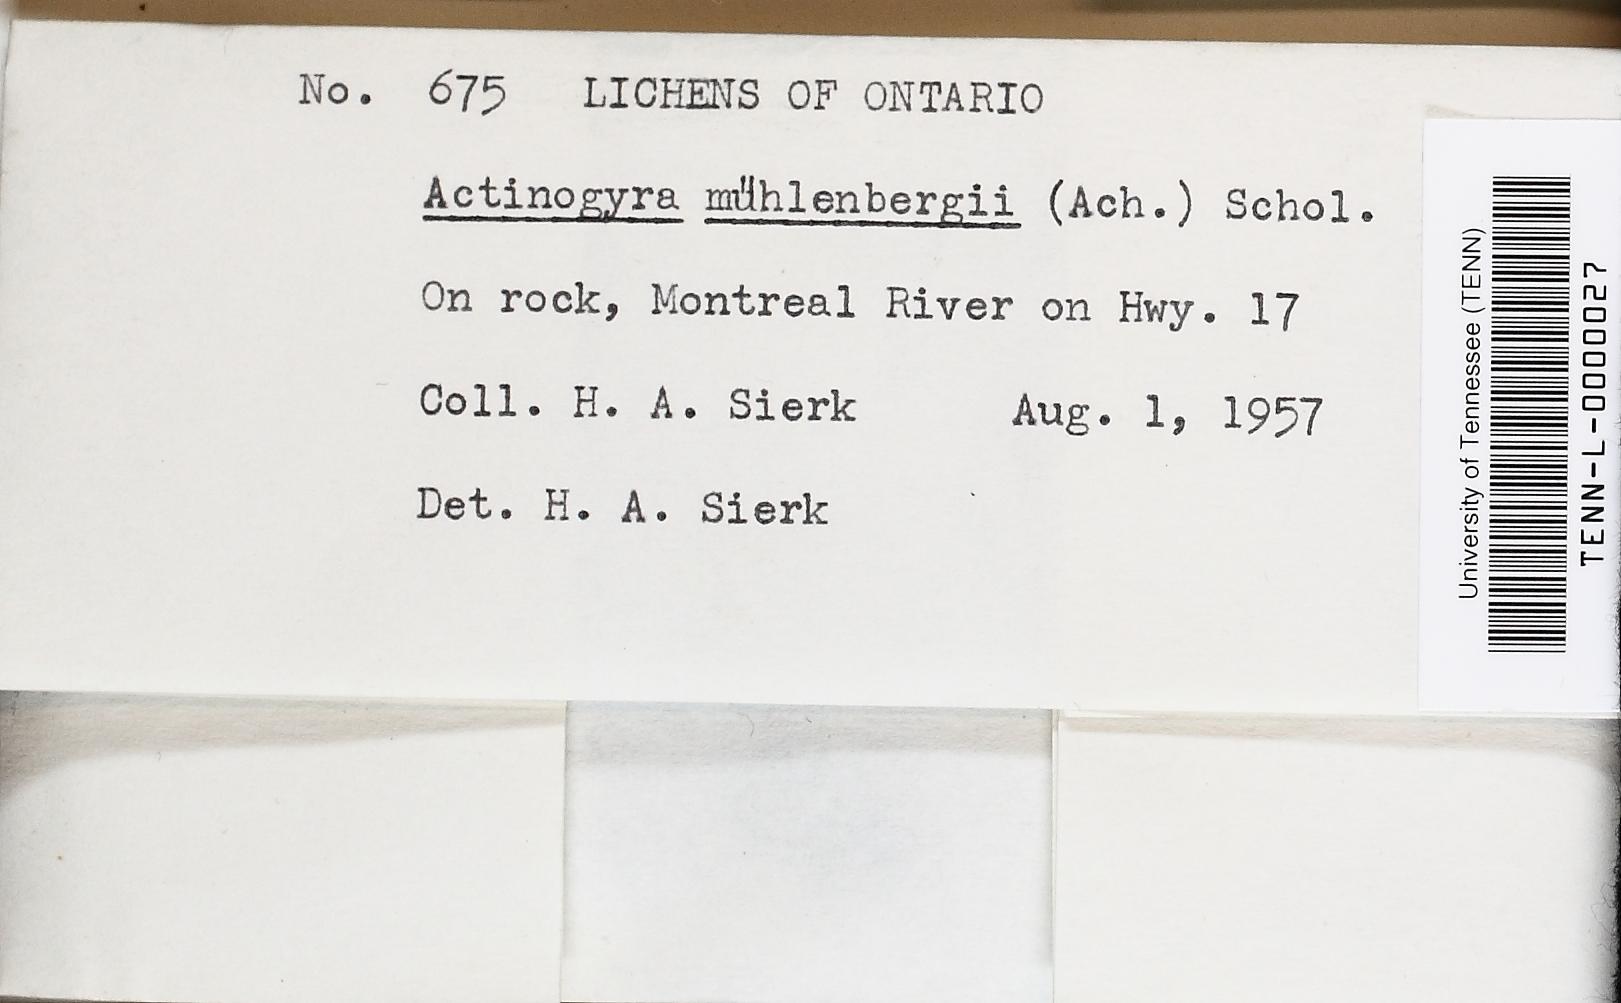 No. 675 LICHENS OF ONTARIO
Actinogyra mühlenbergii (Ach.) Schol.
On rock, Montreal River on Hwy. 17
Coll. H. A. Sierk Aug. 1, 1957
Det. H. A. Sierk
University of Tennessee (TENN)
TENN-L-0000027